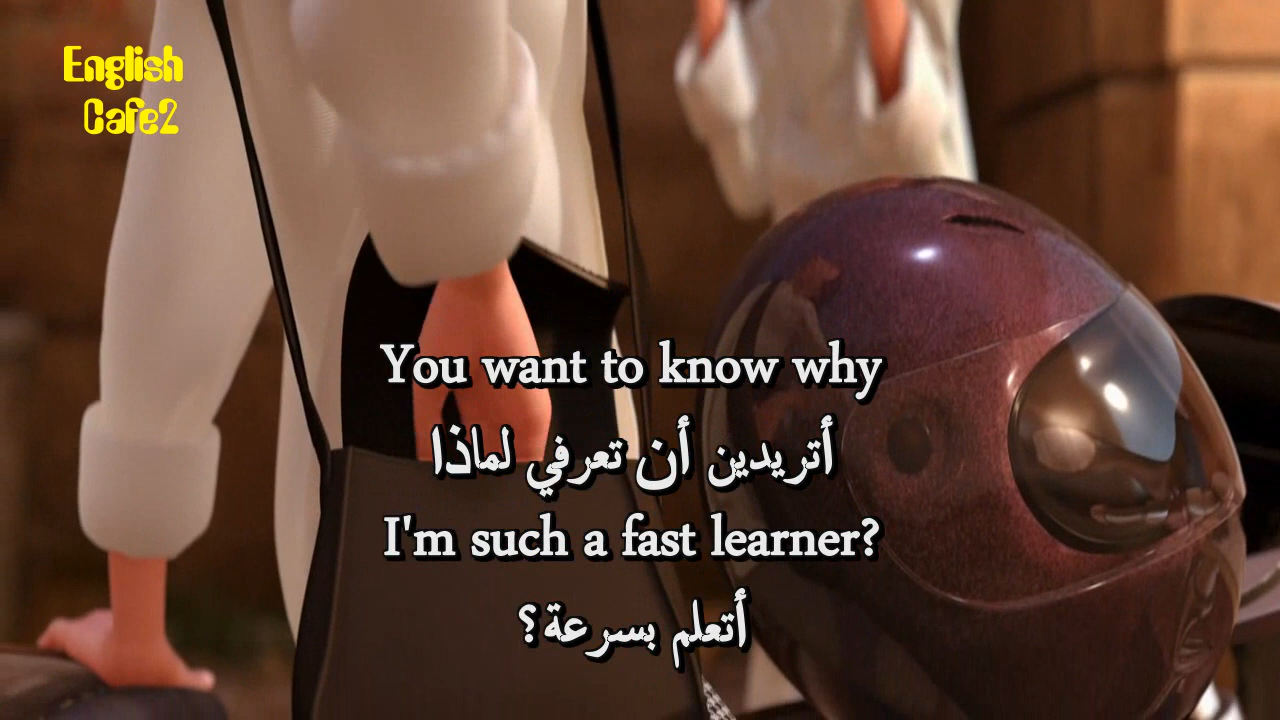 English
Cafe2
You want to know why
أتريدين أن تعرفي لماذا
I'm such a fast learner?
أتعلم بسرعة؟